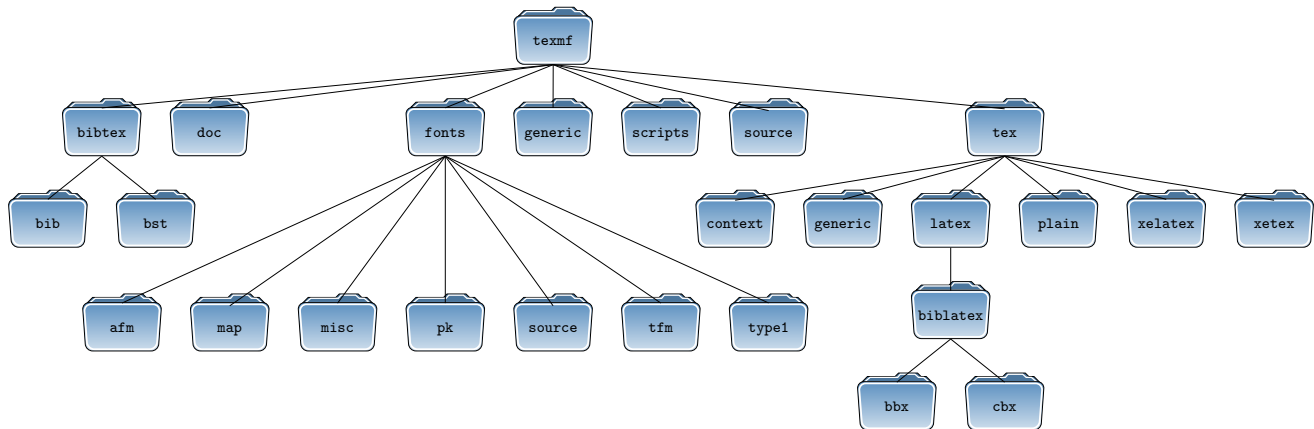 texmf
bibtex
doc
fonts
generic
scripts
source
tex
bib
bst
context
generic
latex
plain
xelatex
xetex
afm
map
misc
pk
source
tfm
type1
biblatex
bbx
cbx